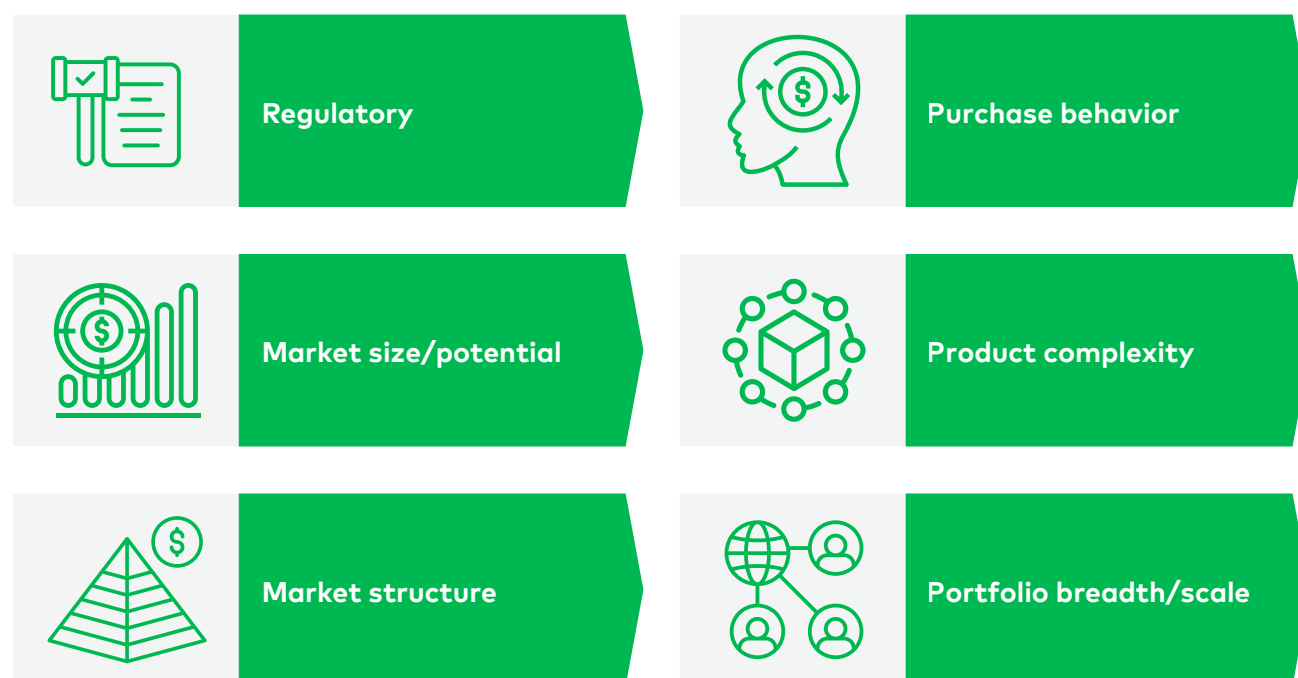 Regulatory
Purchase behavior
Market size/potential
Product complexity
Market structure
Portfolio breadth/scale